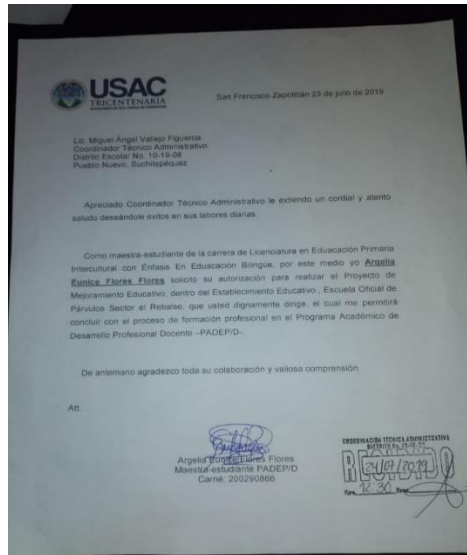 USAC
TRICENTENARIA
San Francisco Zapotitlán 25 de julio de 2019
Lic. Miguel Ángel Vallejo Figueroa.
Coordinador Técnico Administrativo.
Distrito Escolar No. 10-19-08
Pueblo Nuevo, Suchitepéquez
Apreciado Coordinador Técnico Administrativo le extiendo un cordial y atento
saludo deseándole exitos en sus labores diarias.
Como maestra-estudiante de la carrera de Licenciatura en Eduacación Primaria
Intercultural con Énfasis En Eduacación Bilingüe, por este medio yo Argelia
Eunice Flores Flores solicito su autorización para realizar el Proyecto de
Mejoramiento Educativo, dentro del Establecimiento Educativo , Escuela Oficial de
Párvulos Sector el Rebalse, que usted dignamente dirige, el cual me permitirá
concluir con el proceso de formación profesional en el Programa Académico de
Desarrollo Profesional Docente –PADEP/D-.
De antemano agradezco toda su colaboración y valiosa comprensión.
Att.
Argelia Eunice Flores Flores
Maestra-estudiante PADEP/D
Carné: 200290866
COORDINACIÓN TÉCNICA ADMINISTRATIVA
RECIBIDO
24/07/2019
Hora 12:30 Firma